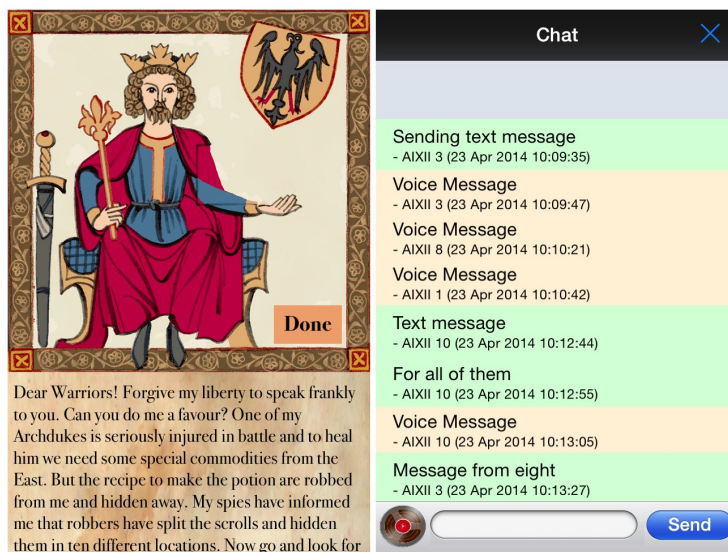 Done
Dear Warriors! Forgive my liberty to speak frankly
to you. Can you do me a favour? One of my
Archdukes is seriously injured in battle and to heal
him we need some special commodities from the
East. But the recipe to make the potion are robbed
from me and hidden away. My spies have informed
me that robbers have split the scrolls and hidden
them in ten different locations. Now go and look for
Chat
Sending text message
- AIXII 3 (23 Apr 2014 10:09:35)
Voice Message
- AIXII 3 (23 Apr 2014 10:09:47)
Voice Message
- AIXII 8 (23 Apr 2014 10:10:21)
Voice Message
- AIXII 1 (23 Apr 2014 10:10:42)
Text message
- AIXII 10 (23 Apr 2014 10:12:44)
For all of them
- AIXII 10 (23 Apr 2014 10:12:55)
Voice Message
- AIXII 10 (23 Apr 2014 10:13:05)
Message from eight
- AIXII 3 (23 Apr 2014 10:13:27)
Send